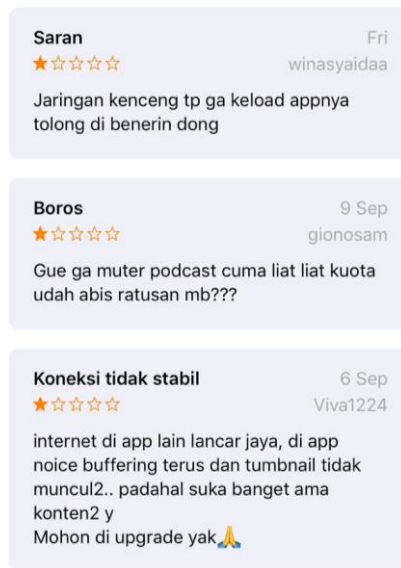 Saran
Fri
winasyaidaa
Jaringan kenceng tp ga keload appnya
tolong di benerin dong
Boros
9 Sep
gionosam
Gue ga muter podcast cuma liat liat kuota
udah abis ratusan mb???
Koneksi tidak stabil
6 Sep
Viva1224
internet di app lain lancar jaya, di app
noice buffering terus dan tumbnail tidak
muncul2.. padahal suka banget ama
konten2 y
Mohon di upgrade yak🙏